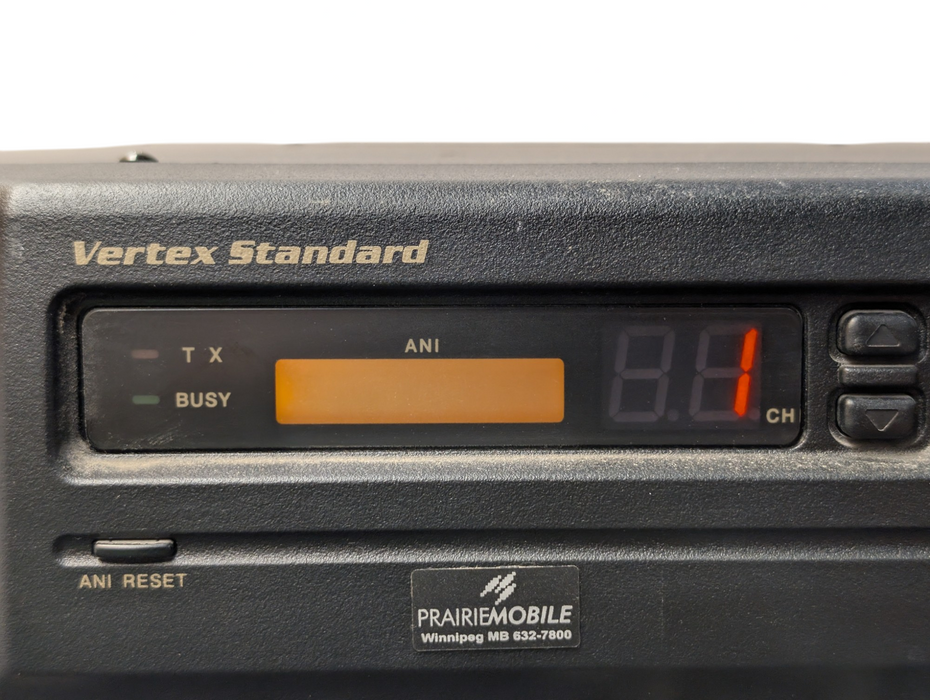 Vertex Standard
TX
ANI
BUSY
1
CH
ANI RESET
PRAIRIEMOBILE
Winnipeg MB 632-7800